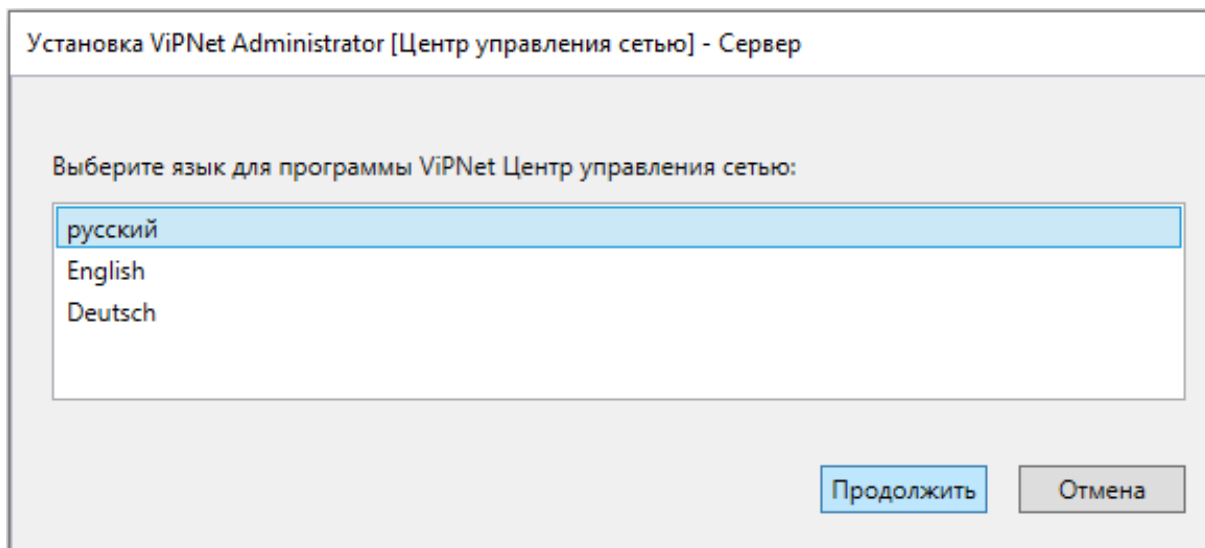 Установка ViPNet Administrator [Центр управления сетью] - Сервер
Выберите язык для программы ViPNet Центр управления сетью:
русский
English
Deutsch
Продолжить Отмена